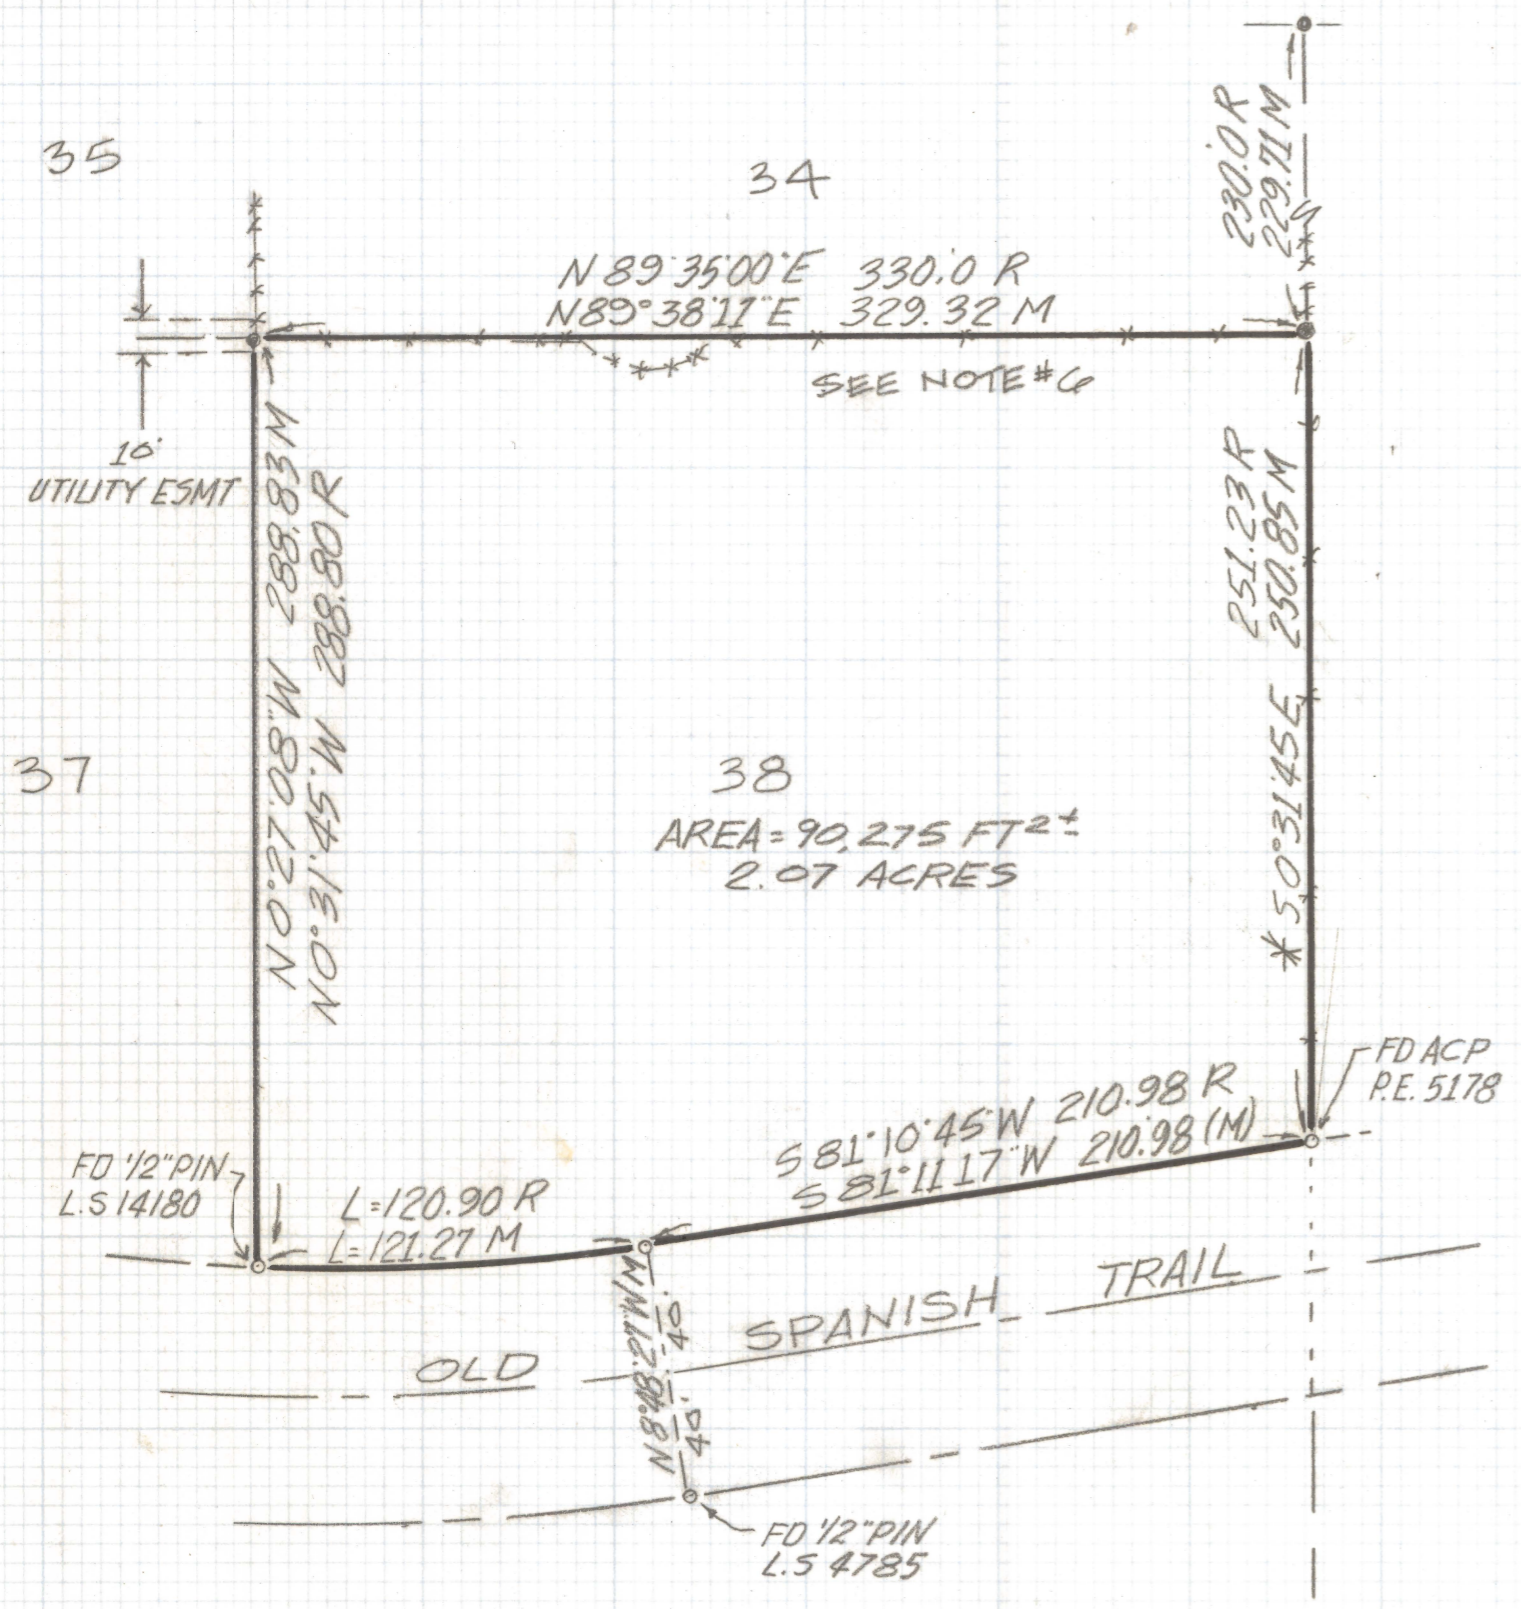 35
34
230.0 R
229.71 M
N 89°35'00"E 330.0 R
N89°38'11"E 329.32 M
SEE NOTE #6
10'
UTILITY ESMT
N 0°27'08"W 288.83 M
N 0°31'45"W 288.80 R
251.23 R
* S 0°31'45E 250.85 M
37
38
AREA = 90,275 FT2±
2.07 ACRES
FD ACP
P.E. 5178
S 81°10'45"W 210.98 R
S 81°11'17"W 210.98 (M)
FD 1/2" PIN
L.S 14180
L=120.90 R
L=121.27 M
40'
40'
OLD SPANISH TRAIL
FD 1/2" PIN
L.S 4785